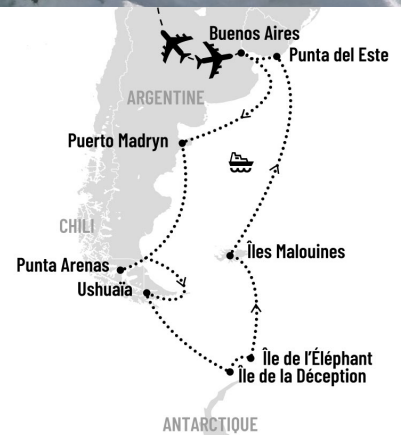 Buenos Aires
Punta del Este
ARGENTINE
Puerto Madryn
CHILI
Îles Malouines
Punta Arenas
Ushuaïa
Île de l'Éléphant
Île de la Déception
ANTARCTIQUE